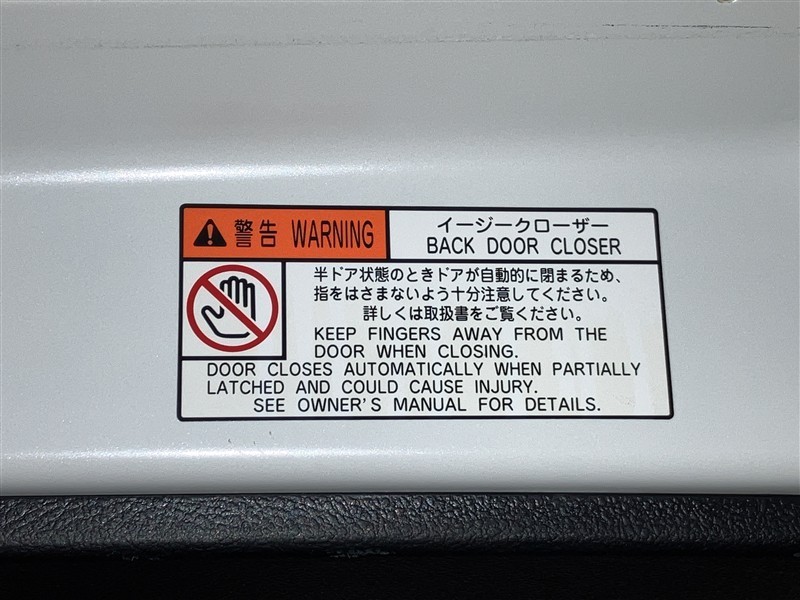 警告 WARNING
イージークローザー
BACK DOOR CLOSER
半ドア状態のときドアが自動的に閉まるため、
指をはさまないよう十分注意してください。
詳しくは取扱書をご覧ください。
KEEP FINGERS AWAY FROM THE
DOOR WHEN CLOSING.
DOOR CLOSES AUTOMATICALLY WHEN PARTIALLY
LATCHED AND COULD CAUSE INJURY.
SEE OWNER'S MANUAL FOR DETAILS.